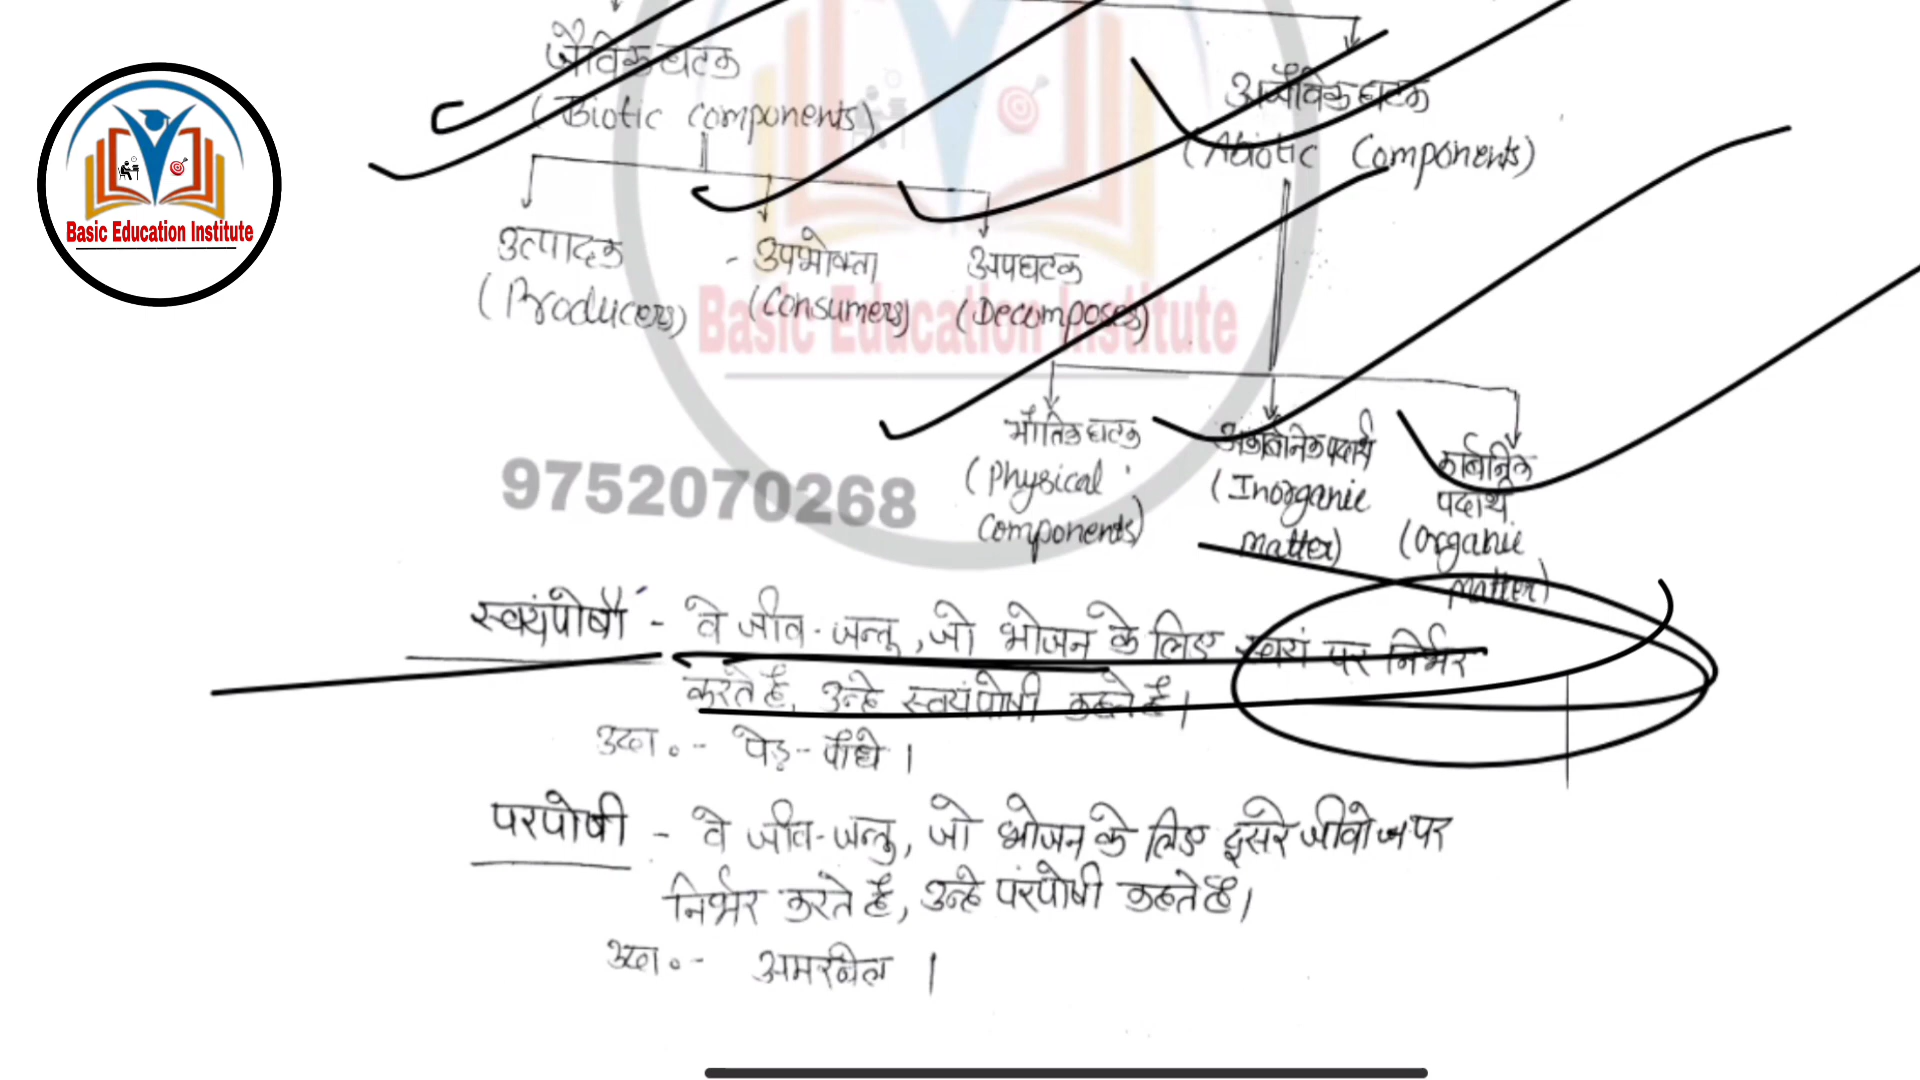 जैविक घटक
(Biotic components)
अजैविक घटक
(Abiotic Components)
उत्पादक
(Producers)
- उपभोक्ता
(Consumers)
अपघटक
(Decomposes)
भौतिक घटक
(Physical
components)
अकार्बनिक पदार्थ
(Inorganic
matter)
कार्बनिक
पदार्थ
(Organic
matter)
स्वयंपोषी - वे जीव-जन्तु, जो भोजन के लिए स्वयं पर निर्भर
करते हैं, उन्हे स्वयंपोषी कहते हैं।
उदा०- पेड़-पौधे।
परपोषी - वे जीव-जन्तु, जो भोजन के लिए दूसरे जीवो पर
निर्भर करते हैं, उन्हे परपोषी कहते हैं।
उदा०- अमरबेल।
Basic Education Institute
Basic Education Institute
9752070268